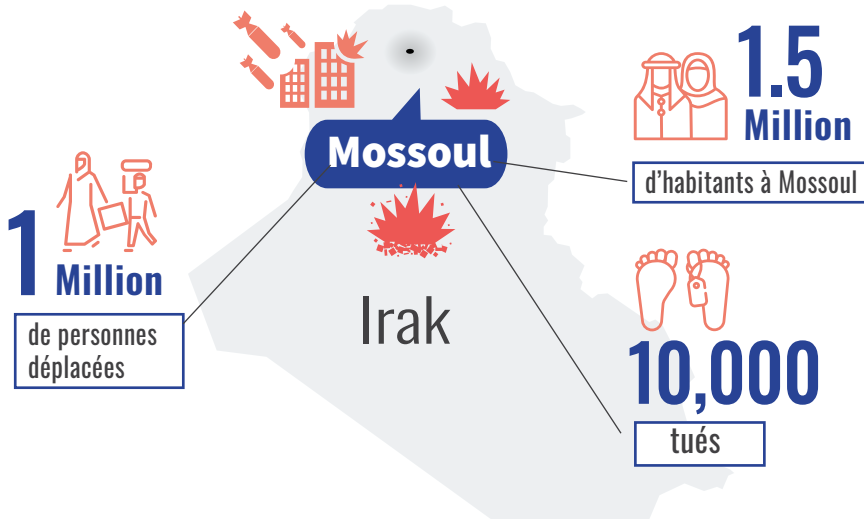 1.5
Million
d'habitants à Mossoul
Mossoul
1
Million
de personnes
déplacées
Irak
10,000
tués